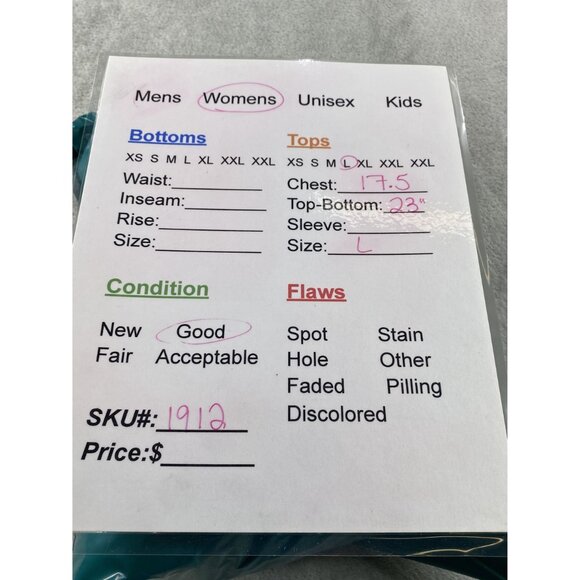 Mens Womens Unisex Kids
Bottoms Tops
XS S M L XL XXL XXL XS S M L XL XXL XXL
Waist: Chest: 17.5
Inseam: Top-Bottom: 23"
Rise: Sleeve:
Size: Size: L
Condition Flaws
New Good Spot Stain
Fair Acceptable Hole Other
Faded Pilling
SKU#: 1912 Discolored
Price:$